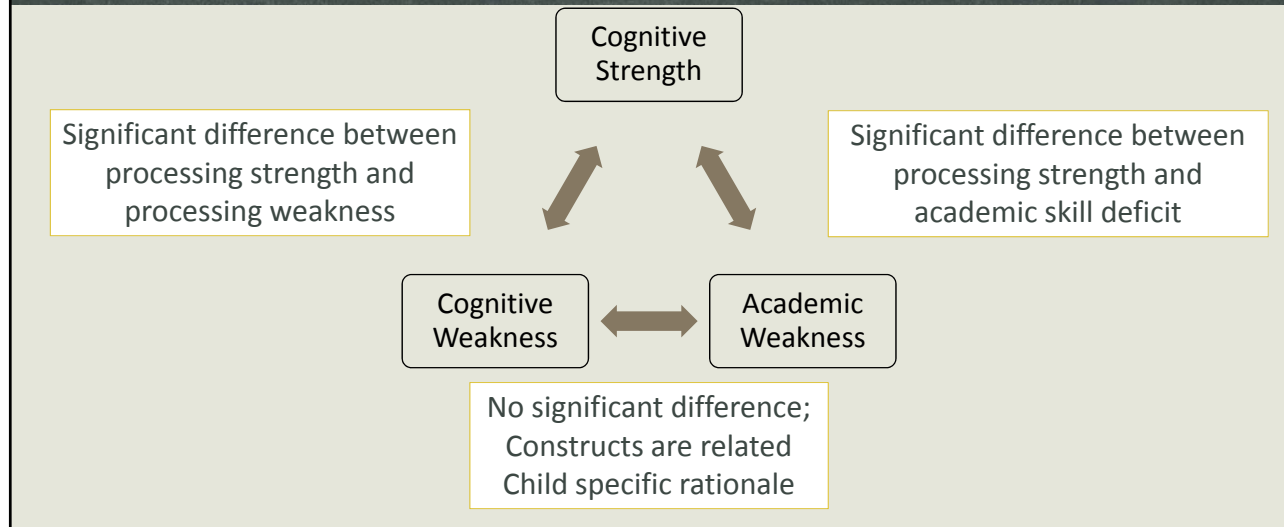 Cognitive
Strength
Significant difference between
processing strength and
processing weakness
Significant difference between
processing strength and
academic skill deficit
Cognitive
Weakness
Academic
Weakness
No significant difference;
Constructs are related
Child specific rationale